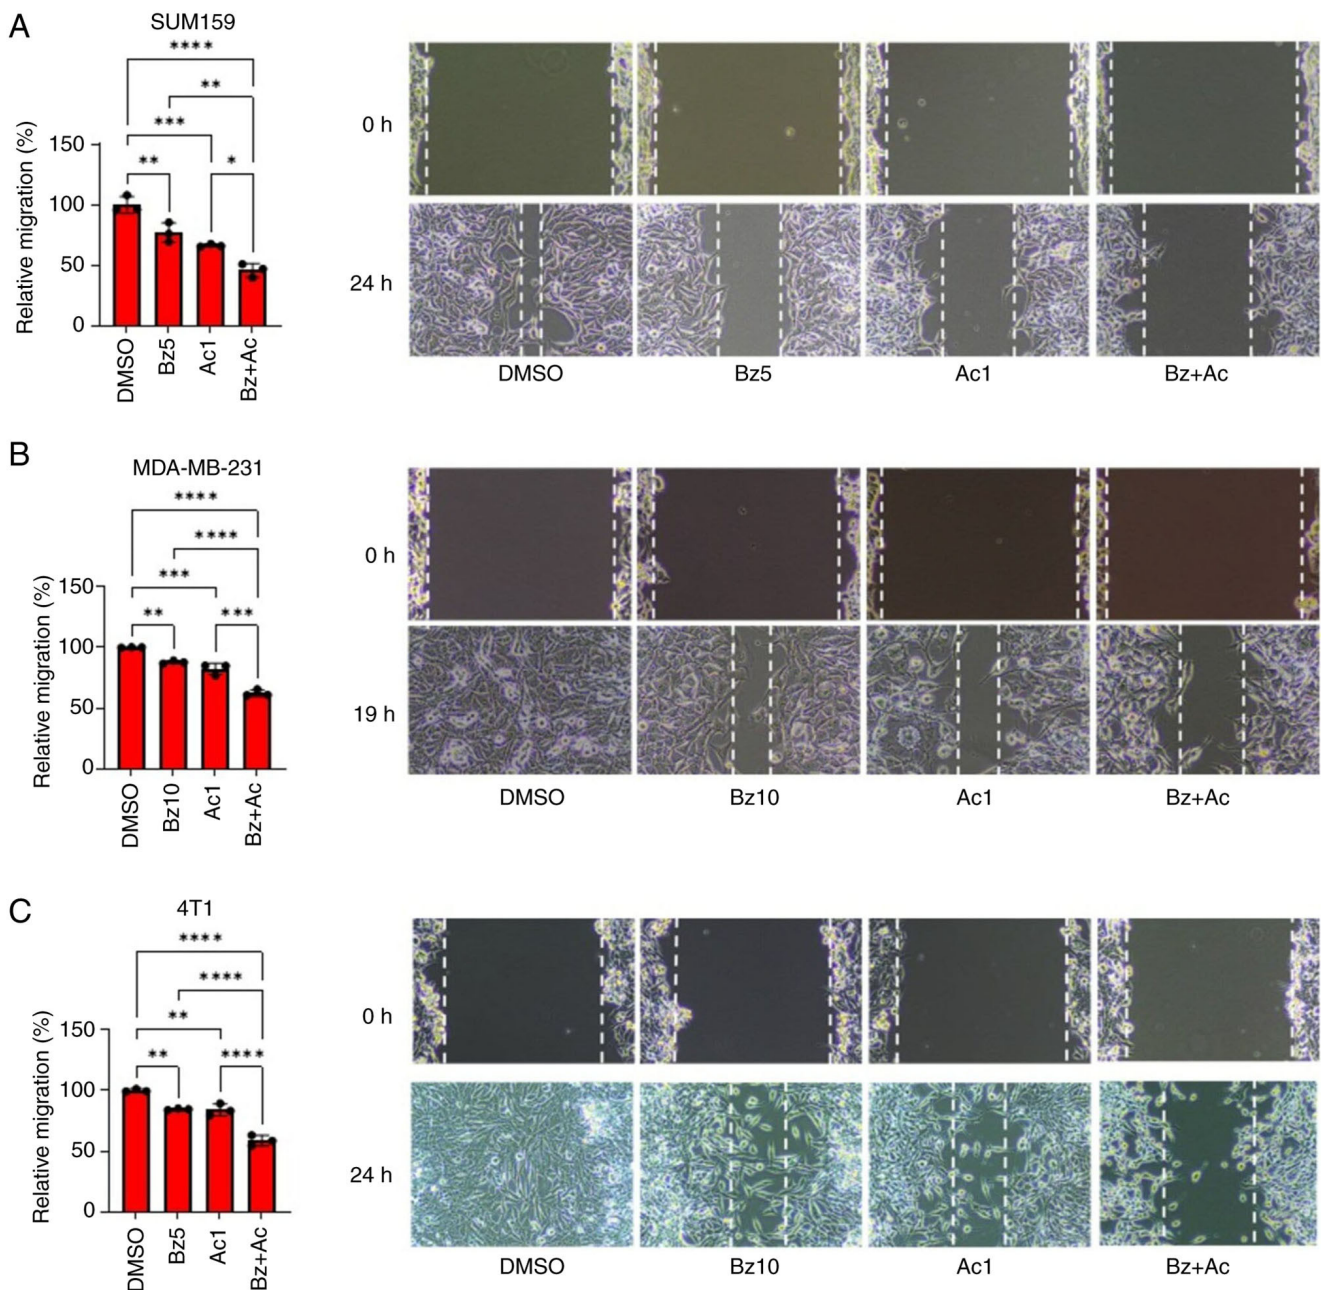 A
SUM159
****
**
***
** *
Relative migration (%)
150
100
50
0
DMSO
Bz5
Ac1
Bz+Ac
0 h
24 h
DMSO Bz5 Ac1 Bz+Ac
B
MDA-MB-231
****
****
***
** ***
Relative migration (%)
150
100
50
0
DMSO
Bz10
Ac1
Bz+Ac
0 h
19 h
DMSO Bz10 Ac1 Bz+Ac
C
4T1
****
****
**
** ****
Relative migration (%)
150
100
50
0
DMSO
Bz5
Ac1
Bz+Ac
0 h
24 h
DMSO Bz10 Ac1 Bz+Ac